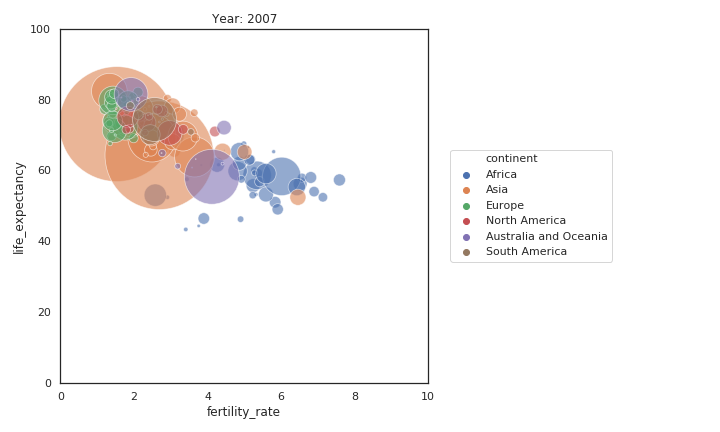 Year: 2007
100
80
60
40
20
0
life_expectancy
0 2 4 6 8 10
fertility_rate
continent
Africa
Asia
Europe
North America
Australia and Oceania
South America